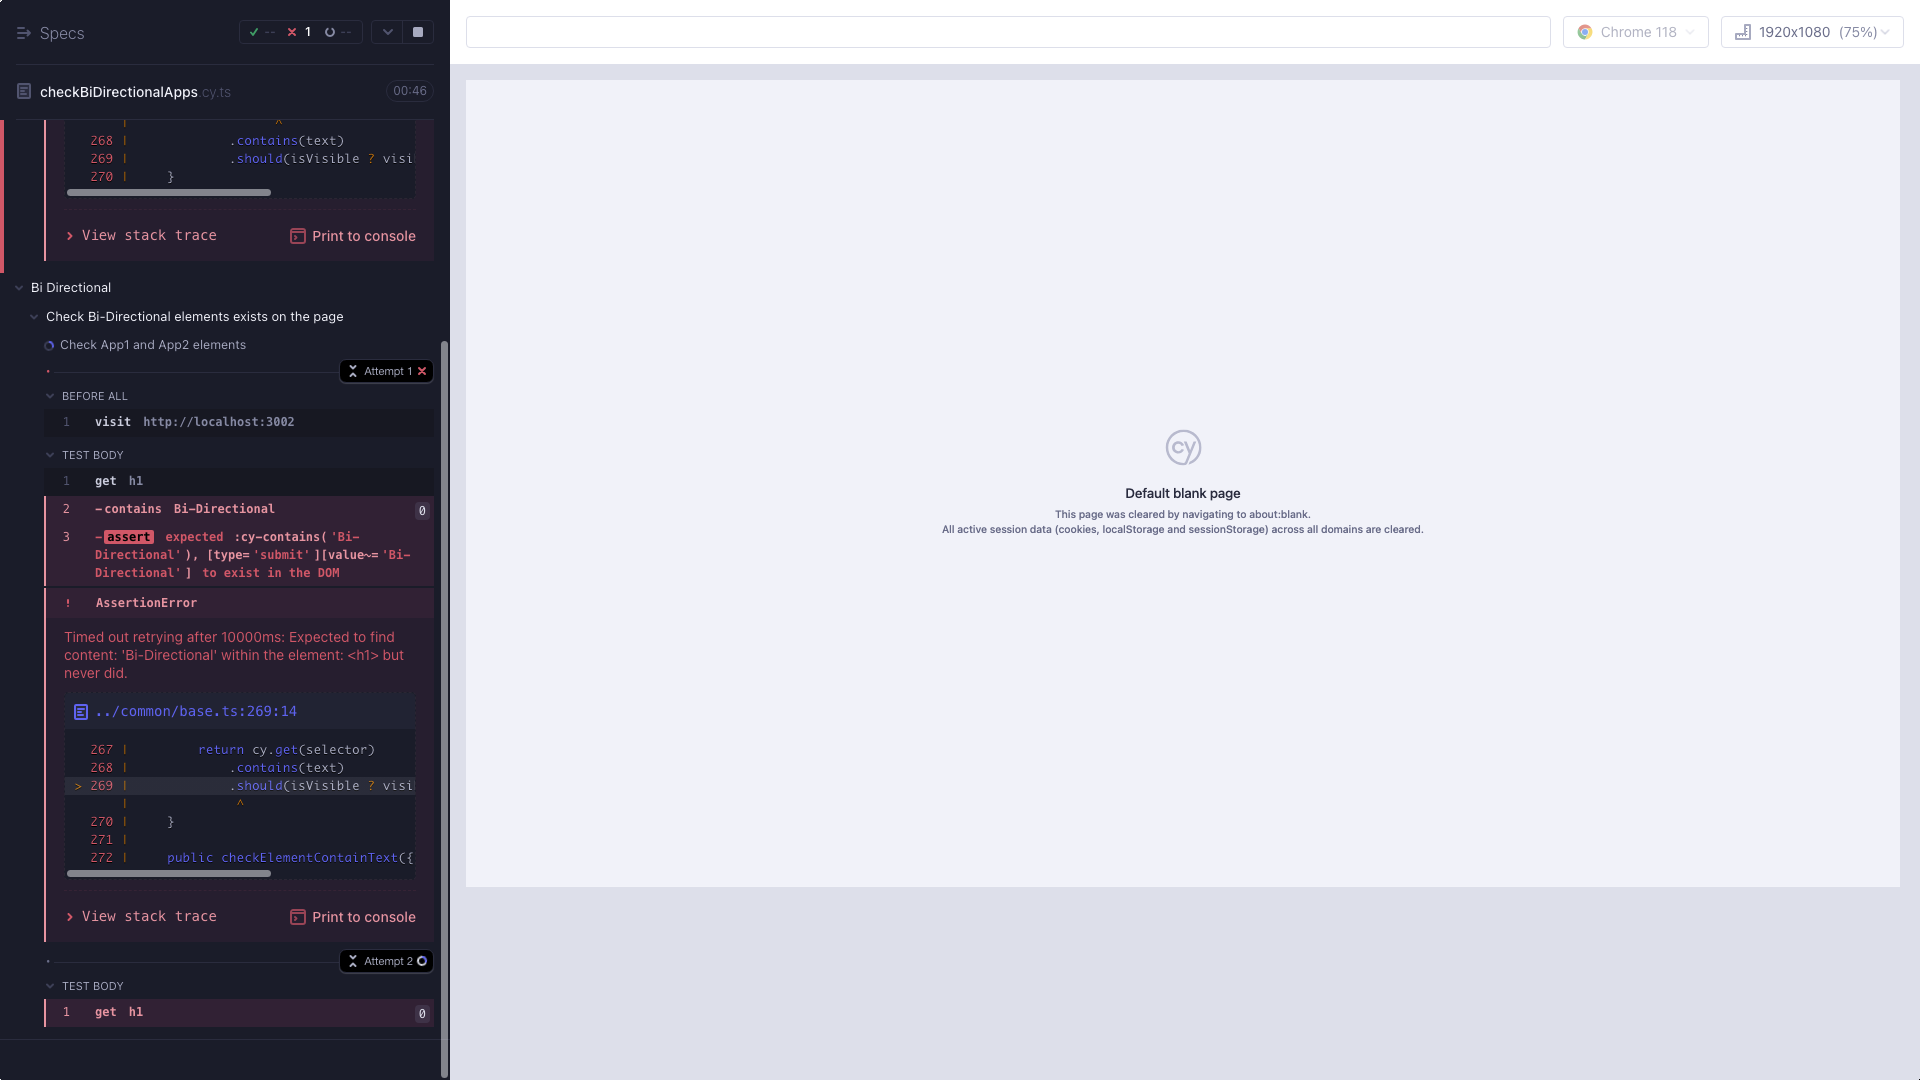 Specs
-- 1 --
checkBiDirectionalApps.cy.ts 00:46
268 | .contains(text)
269 | .should(isVisible ? visi
270 | }
View stack trace Print to console
Bi Directional
Check Bi-Directional elements exists on the page
Check App1 and App2 elements
Attempt 1
BEFORE ALL
1 visit http://localhost:3002
TEST BODY
1 get h1
2 -contains Bi-Directional 0
3 -assert expected :cy-contains('Bi-
Directional'), [type='submit'][value~='Bi-
Directional'] to exist in the DOM
! AssertionError
Timed out retrying after 10000ms: Expected to find
content: 'Bi-Directional' within the element: <h1> but
never did.
../common/base.ts:269:14
267 | return cy.get(selector)
268 | .contains(text)
> 269 | .should(isVisible ? visi
| ^
270 | }
271 |
272 | public checkElementContainText({
View stack trace Print to console
Attempt 2
TEST BODY
1 get h1 0
Chrome 118
1920x1080 (75%)
cy
Default blank page
This page was cleared by navigating to about:blank.
All active session data (cookies, localStorage and sessionStorage) across all domains are cleared.